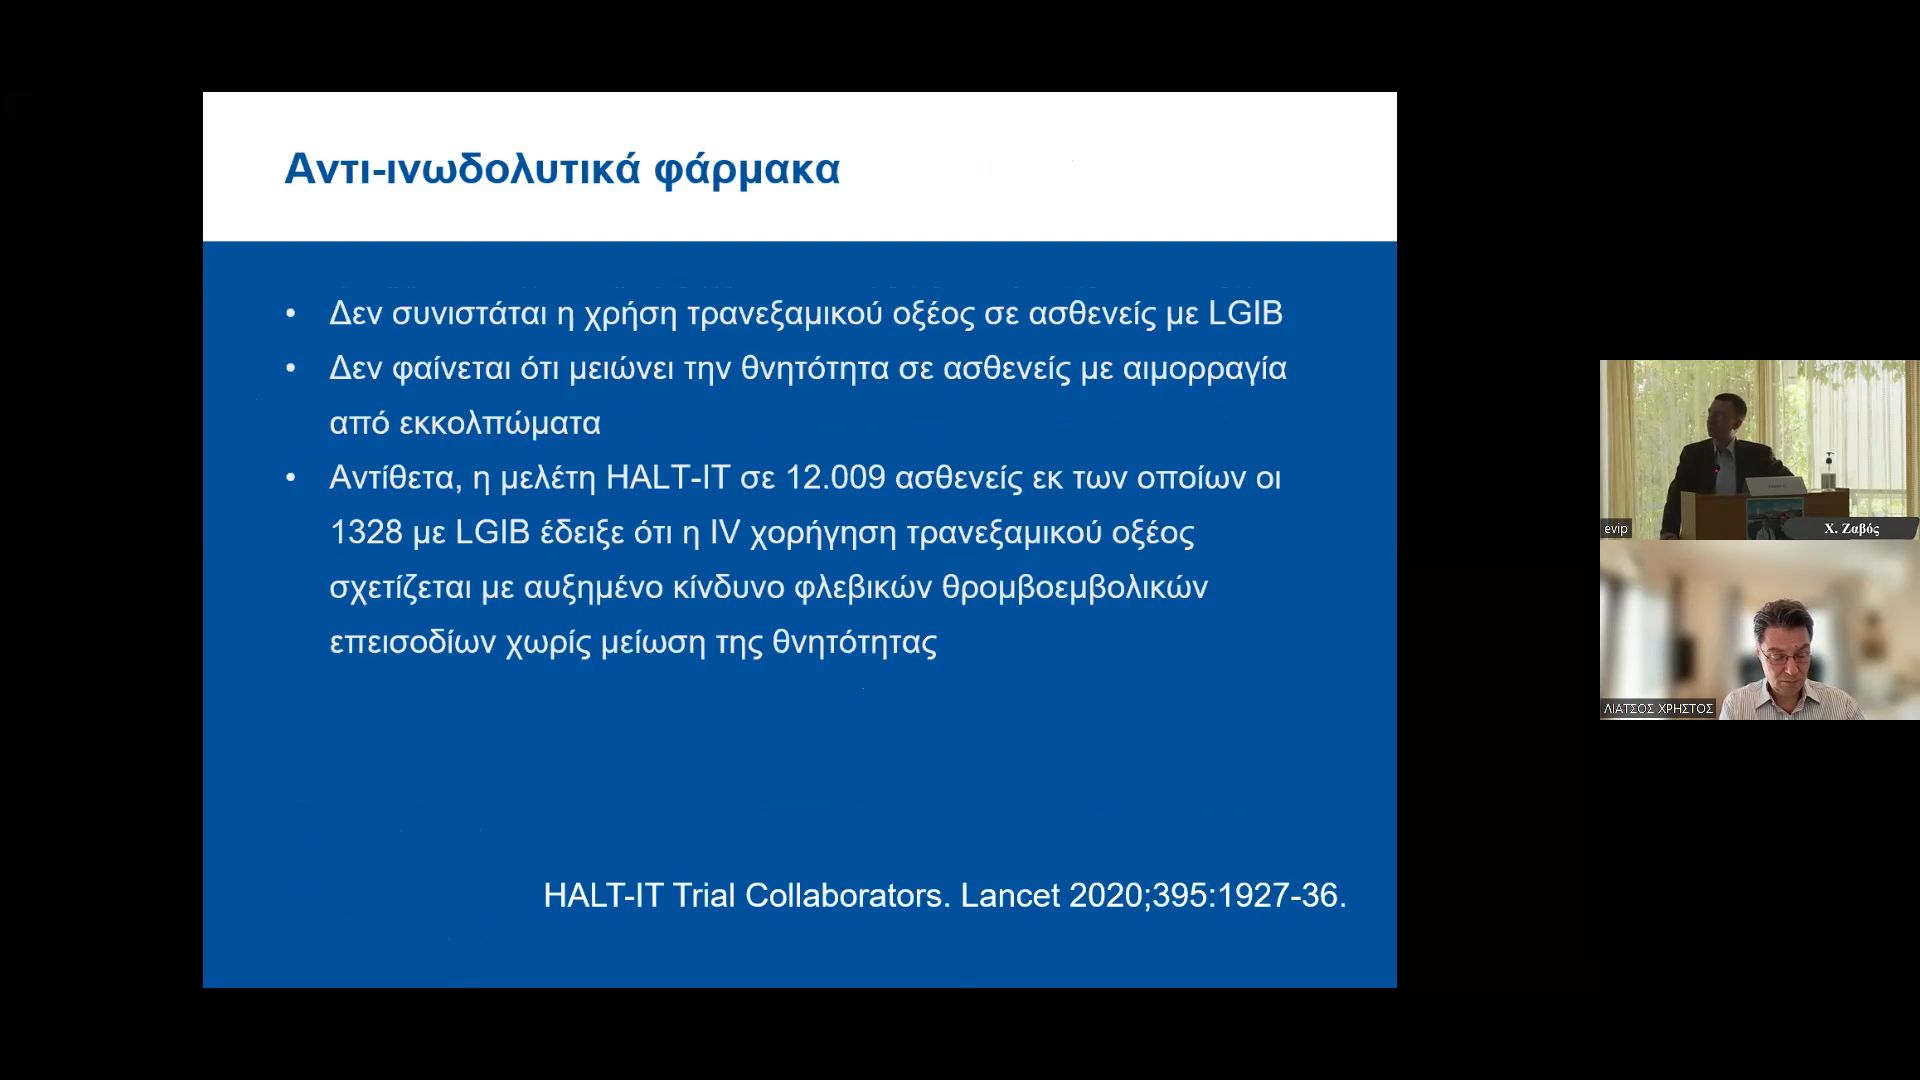 Αντι-ινωδολυτικά φάρμακα
• Δεν συνιστάται η χρήση τρανεξαμικού οξέος σε ασθενείς με LGIB
• Δεν φαίνεται ότι μειώνει την θνητότητα σε ασθενείς με αιμορραγία
από εκκολπώματα
• Αντίθετα, η μελέτη HALT-IT σε 12.009 ασθενείς εκ των οποίων οι
1328 με LGIB έδειξε ότι η IV χορήγηση τρανεξαμικού οξέος
σχετίζεται με αυξημένο κίνδυνο φλεβικών θρομβοεμβολικών
επεισοδίων χωρίς μείωση της θνητότητας
HALT-IT Trial Collaborators. Lancet 2020;395:1927-36.
evip
Χ. Ζαβός
ΛΙΑΤΣΟΣ ΧΡΗΣΤΟΣ